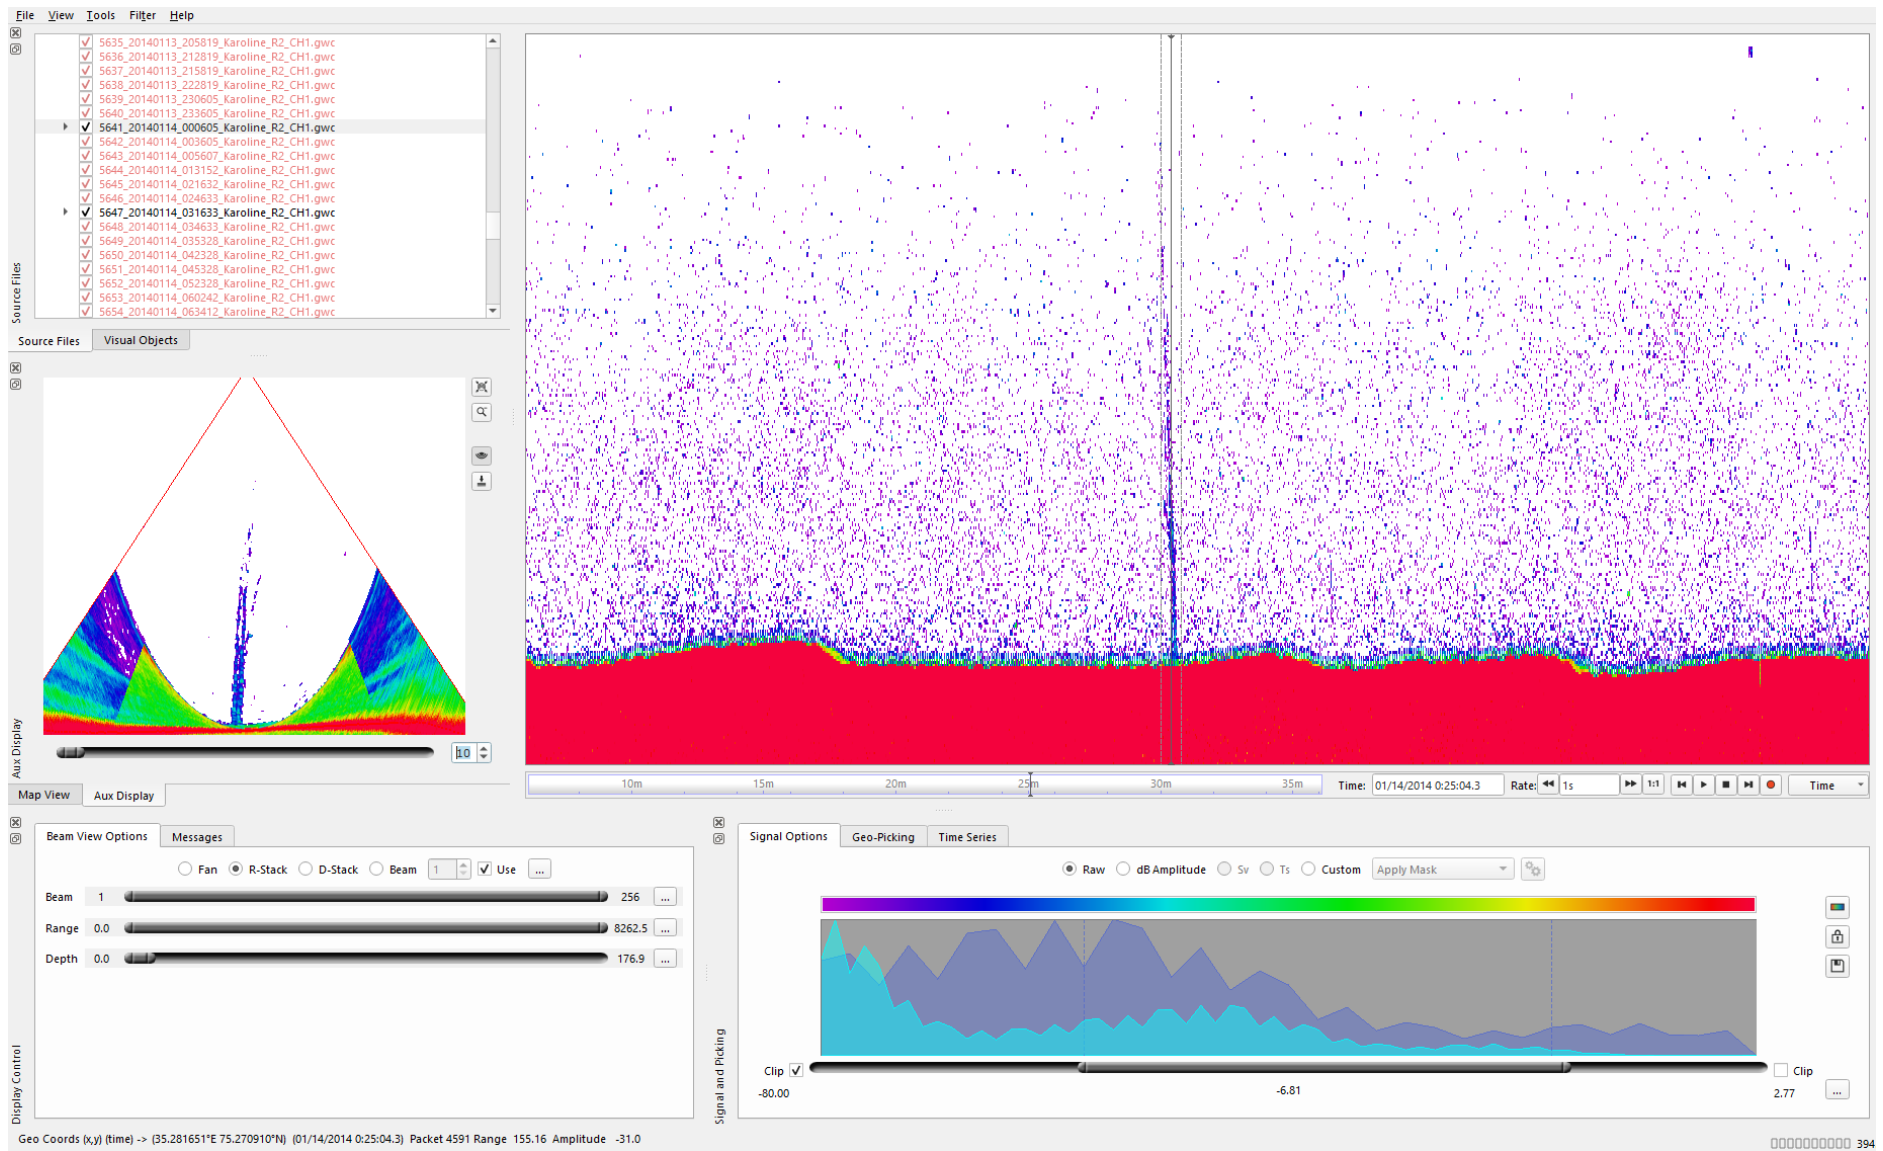 File View Tools Filter Help
5635_20140113_205819_Karoline_R2_CH1.gwc
5636_20140113_212819_Karoline_R2_CH1.gwc
5637_20140113_215819_Karoline_R2_CH1.gwc
5638_20140113_222819_Karoline_R2_CH1.gwc
5639_20140113_230605_Karoline_R2_CH1.gwc
5640_20140113_233605_Karoline_R2_CH1.gwc
5641_20140114_000605_Karoline_R2_CH1.gwc
5642_20140114_003605_Karoline_R2_CH1.gwc
5643_20140114_005607_Karoline_R2_CH1.gwc
5644_20140114_013152_Karoline_R2_CH1.gwc
5645_20140114_021632_Karoline_R2_CH1.gwc
5646_20140114_024633_Karoline_R2_CH1.gwc
5647_20140114_031633_Karoline_R2_CH1.gwc
5648_20140114_034633_Karoline_R2_CH1.gwc
5649_20140114_035328_Karoline_R2_CH1.gwc
5650_20140114_042328_Karoline_R2_CH1.gwc
5651_20140114_045328_Karoline_R2_CH1.gwc
5652_20140114_052328_Karoline_R2_CH1.gwc
5653_20140114_060242_Karoline_R2_CH1.gwc
5654_20140114_063412_Karoline_R2_CH1.gwc
Source Files
Source Files Visual Objects
Aux Display
10
Map View Aux Display
10m 15m 20m 25m 30m 35m
Time: 01/14/2014 0:25:04.3 Rate: 1s 1:1 Time
Beam View Options Messages
Fan R-Stack D-Stack Beam 1 Use ...
Beam 1 256 ...
Range 0.0 8262.5 ...
Depth 0.0 176.9 ...
Display Control
Signal Options Geo-Picking Time Series
Raw dB Amplitude Sv Ts Custom Apply Mask
Clip Clip
-80.00 -6.81 2.77 ...
Signal and Picking
Geo Coords (x,y) (time) -> (35.281651°E 75.270910°N) (01/14/2014 0:25:04.3) Packet 4591 Range 155.16 Amplitude -31.0
394